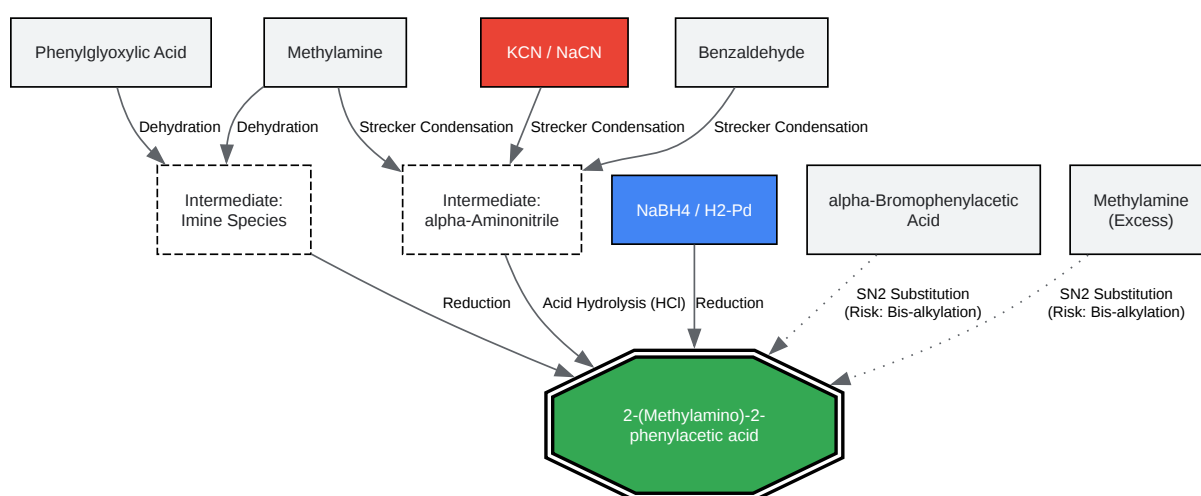 Phenylglyoxylic Acid
Methylamine
KCN / NaCN
Benzaldehyde
Dehydration
Dehydration
Strecker Condensation
Strecker Condensation
Strecker Condensation
Intermediate:
Imine Species
Intermediate:
alpha-Aminonitrile
NaBH4 / H2-Pd
alpha-Bromophenylacetic
Acid
Methylamine
(Excess)
Reduction
Acid Hydrolysis (HCl)
Reduction
SN2 Substitution
(Risk: Bis-alkylation)
SN2 Substitution
(Risk: Bis-alkylation)
2-(Methylamino)-2-
phenylacetic acid